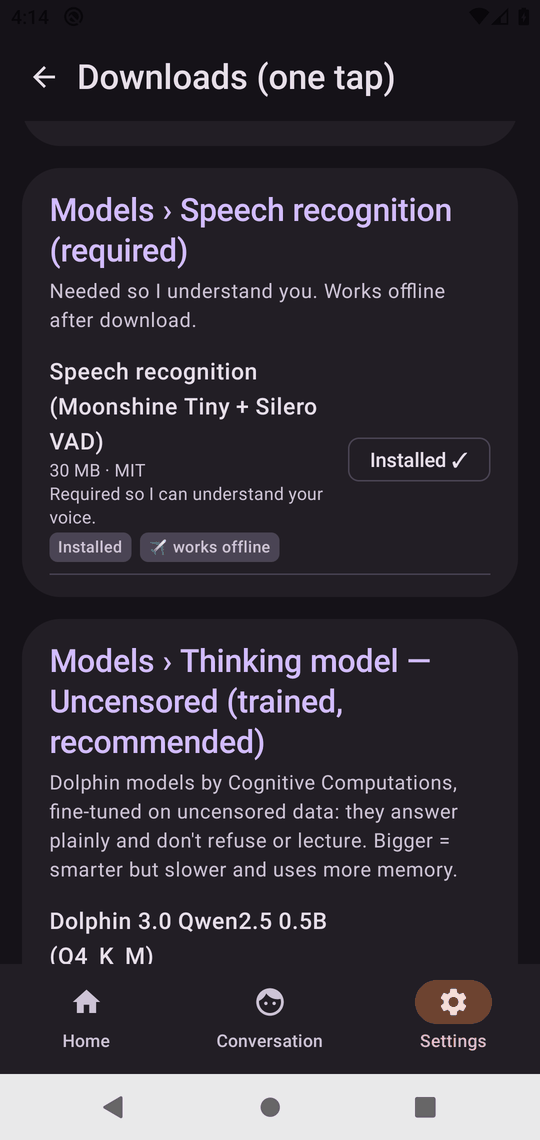 4:14
Downloads (one tap)
Models › Speech recognition
(required)
Needed so I understand you. Works offline
after download.
Speech recognition
(Moonshine Tiny + Silero
VAD)
30 MB · MIT
Required so I can understand your
voice.
Installed ✓
Installed
✈️ works offline
Models › Thinking model —
Uncensored (trained,
recommended)
Dolphin models by Cognitive Computations,
fine-tuned on uncensored data: they answer
plainly and don't refuse or lecture. Bigger =
smarter but slower and uses more memory.
Dolphin 3.0 Qwen2.5 0.5B
(Q4_K_M)
Home
Conversation
Settings